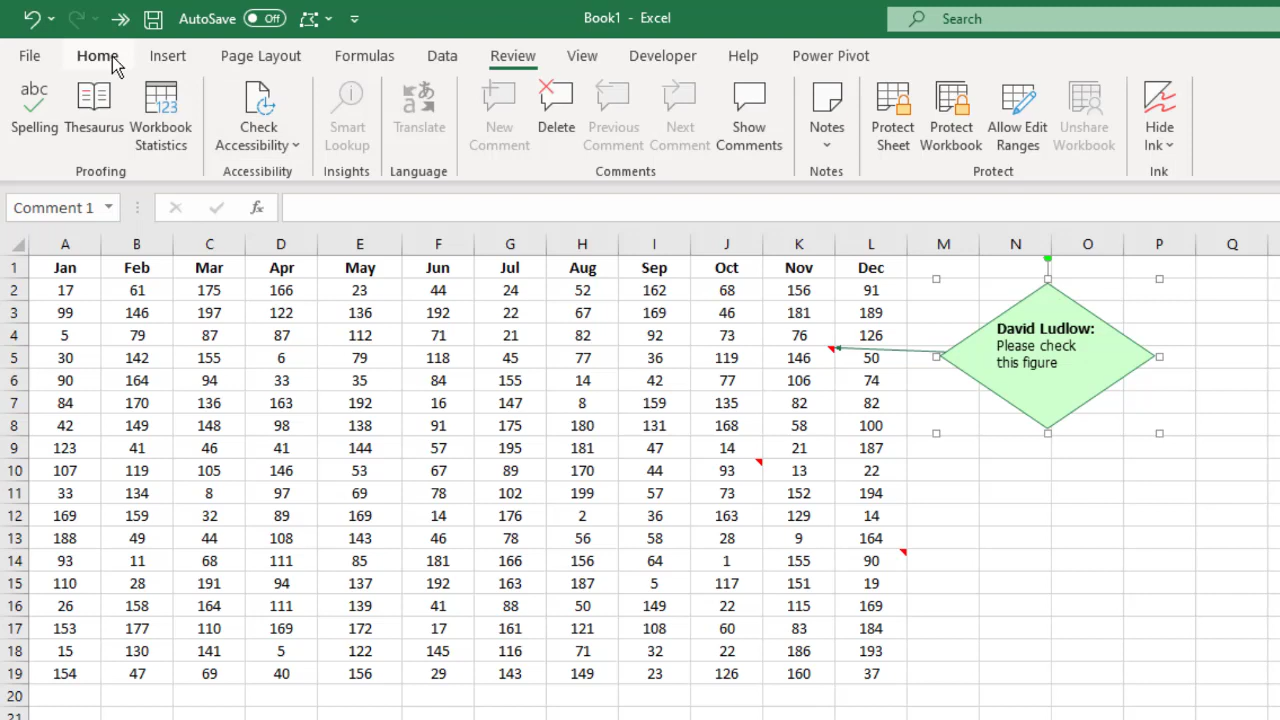 AutoSave Off Book1 - Excel Search
File Home Insert Page Layout Formulas Data Review View Developer Help Power Pivot
abc
Spelling
Thesaurus
123
Workbook Statistics
Proofing
Check Accessibility
Accessibility
Smart Lookup
Insights
Translate
Language
New Comment
Delete
Previous Comment
Next Comment
Show Comments
Comments
Notes
Notes
Protect Sheet
Protect Workbook
Allow Edit Ranges
Unshare Workbook
Protect
Hide Ink
Ink
Comment 1 fx
A B C D E F G H I J K L M N O P Q
1 Jan Feb Mar Apr May Jun Jul Aug Sep Oct Nov Dec
2 17 61 175 166 23 44 24 52 162 68 156 91
3 99 146 197 122 136 192 22 67 169 46 181 189
4 5 79 87 87 112 71 21 82 92 73 76 126
5 30 142 155 6 79 118 45 77 36 119 146 50
6 90 164 94 33 35 84 155 14 42 77 106 74
7 84 170 136 163 192 16 147 8 159 135 82 82
8 42 149 148 98 138 91 175 180 131 168 58 100
9 123 41 46 41 144 57 195 181 47 14 21 187
10 107 119 105 146 53 67 89 170 44 93 13 22
11 33 134 8 97 69 78 102 199 57 73 152 194
12 169 159 32 89 169 14 176 2 36 163 129 14
13 188 49 44 108 143 46 78 56 58 28 9 164
14 93 11 68 111 85 181 166 156 64 1 155 90
15 110 28 191 94 137 192 163 187 5 117 151 19
16 26 158 164 111 139 41 88 50 149 22 115 169
17 153 177 110 169 172 17 161 121 108 60 83 184
18 15 130 141 5 122 145 116 71 32 22 186 193
19 154 47 69 40 156 29 143 149 23 126 160 37
20
21
David Ludlow:
Please check
this figure